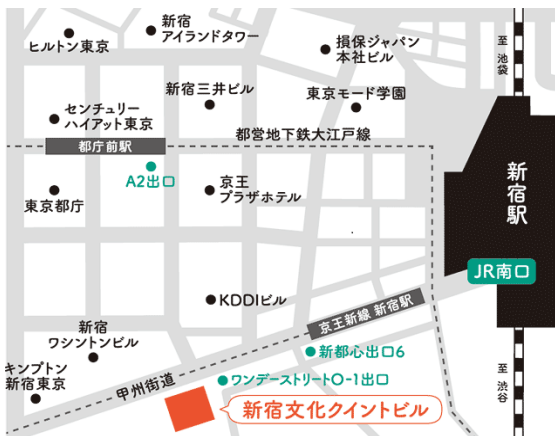 新宿
アイランドタワー
ヒルトン東京
損保ジャパン
本社ビル
至 池袋
新宿三井ビル
東京モード学園
センチュリー
ハイアット東京
都営地下鉄大江戸線
都庁前駅
新宿駅
A2出口
京王
プラザホテル
東京都庁
JR南口
KDDIビル
京王新線 新宿駅
新宿
ワシントンビル
新都心出口6
キンプトン
新宿東京
甲州街道
ワンデーストリートO-1出口
至 渋谷
新宿文化クイントビル